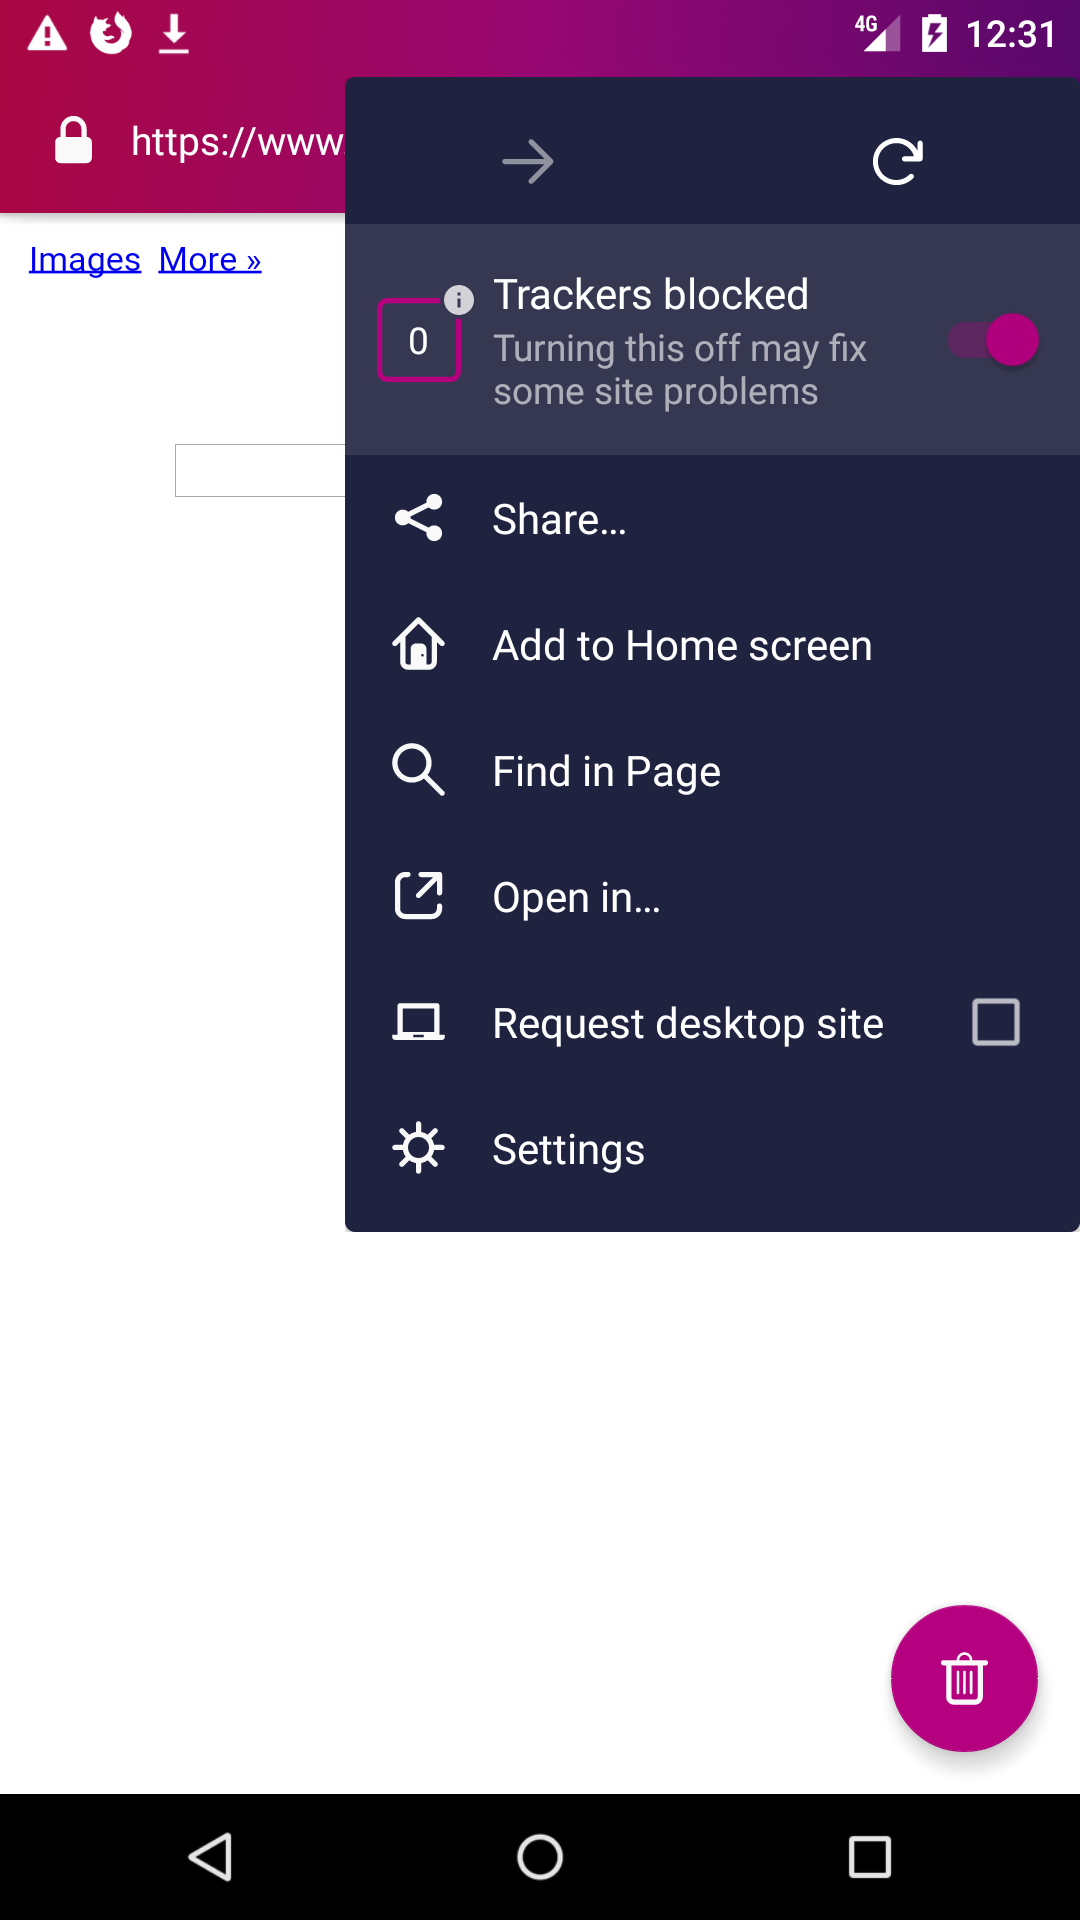 4G 12:31
https://www.
Images More »
0
Trackers blocked
Turning this off may fix
some site problems
Share…
Add to Home screen
Find in Page
Open in…
Request desktop site
Settings